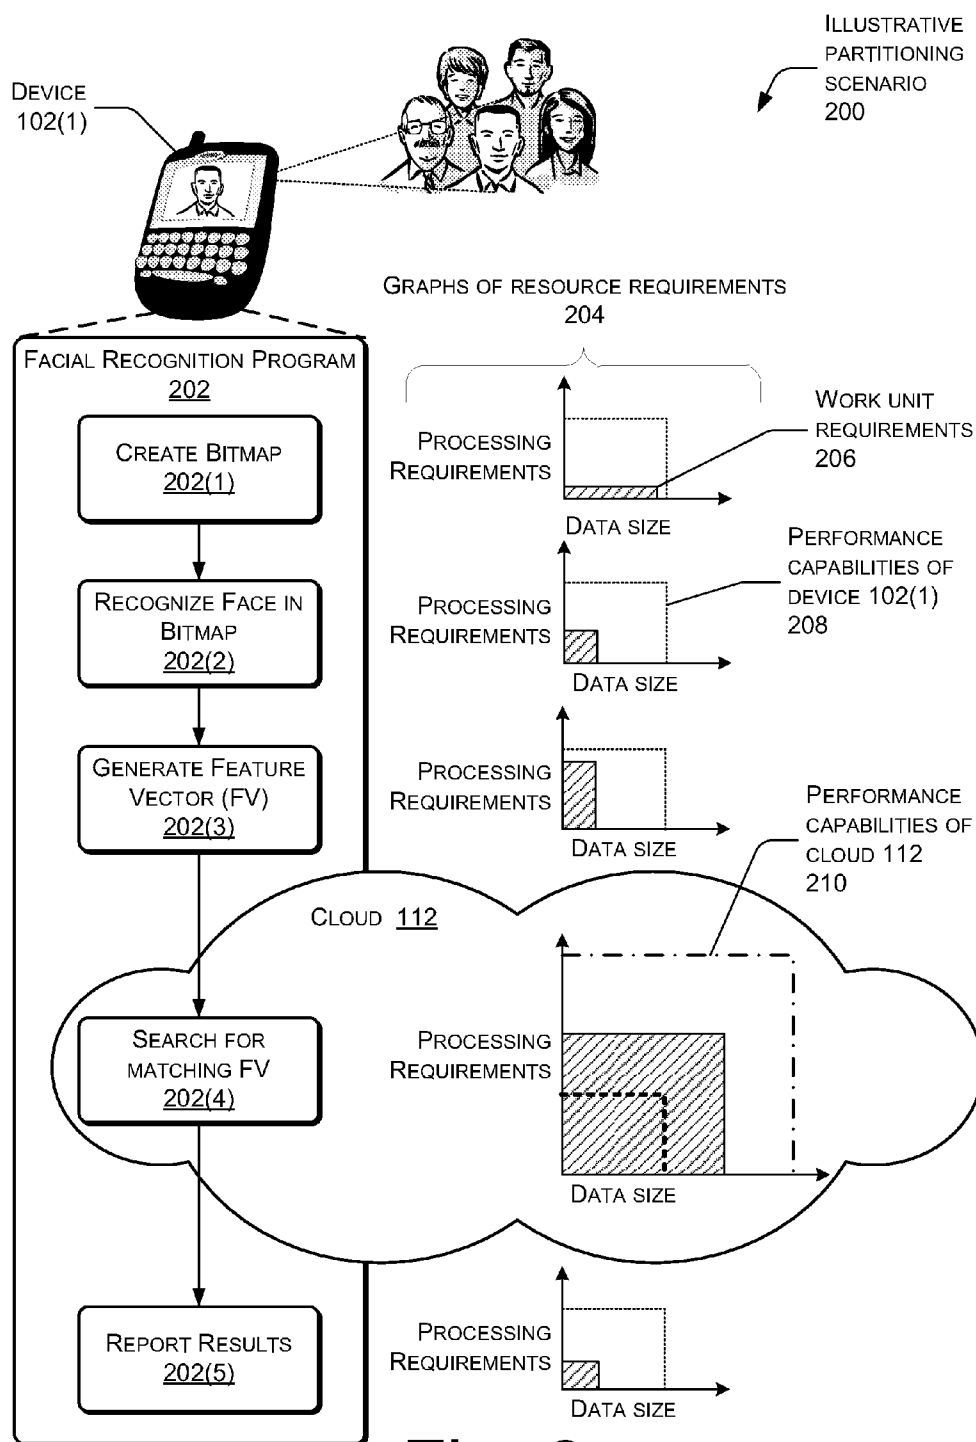 ILLUSTRATIVE
PARTITIONING
SCENARIO
200
DEVICE
102(1)
GRAPHS OF RESOURCE REQUIREMENTS
204
FACIAL RECOGNITION PROGRAM
202
CREATE BITMAP
202(1)
PROCESSING
REQUIREMENTS
DATA SIZE
WORK UNIT
REQUIREMENTS
206
RECOGNIZE FACE IN
BITMAP
202(2)
PROCESSING
REQUIREMENTS
DATA SIZE
PERFORMANCE
CAPABILITIES OF
DEVICE 102(1)
208
GENERATE FEATURE
VECTOR (FV)
202(3)
PROCESSING
REQUIREMENTS
DATA SIZE
PERFORMANCE
CAPABILITIES OF
CLOUD 112
210
CLOUD 112
SEARCH FOR
MATCHING FV
202(4)
PROCESSING
REQUIREMENTS
DATA SIZE
REPORT RESULTS
202(5)
PROCESSING
REQUIREMENTS
DATA SIZE